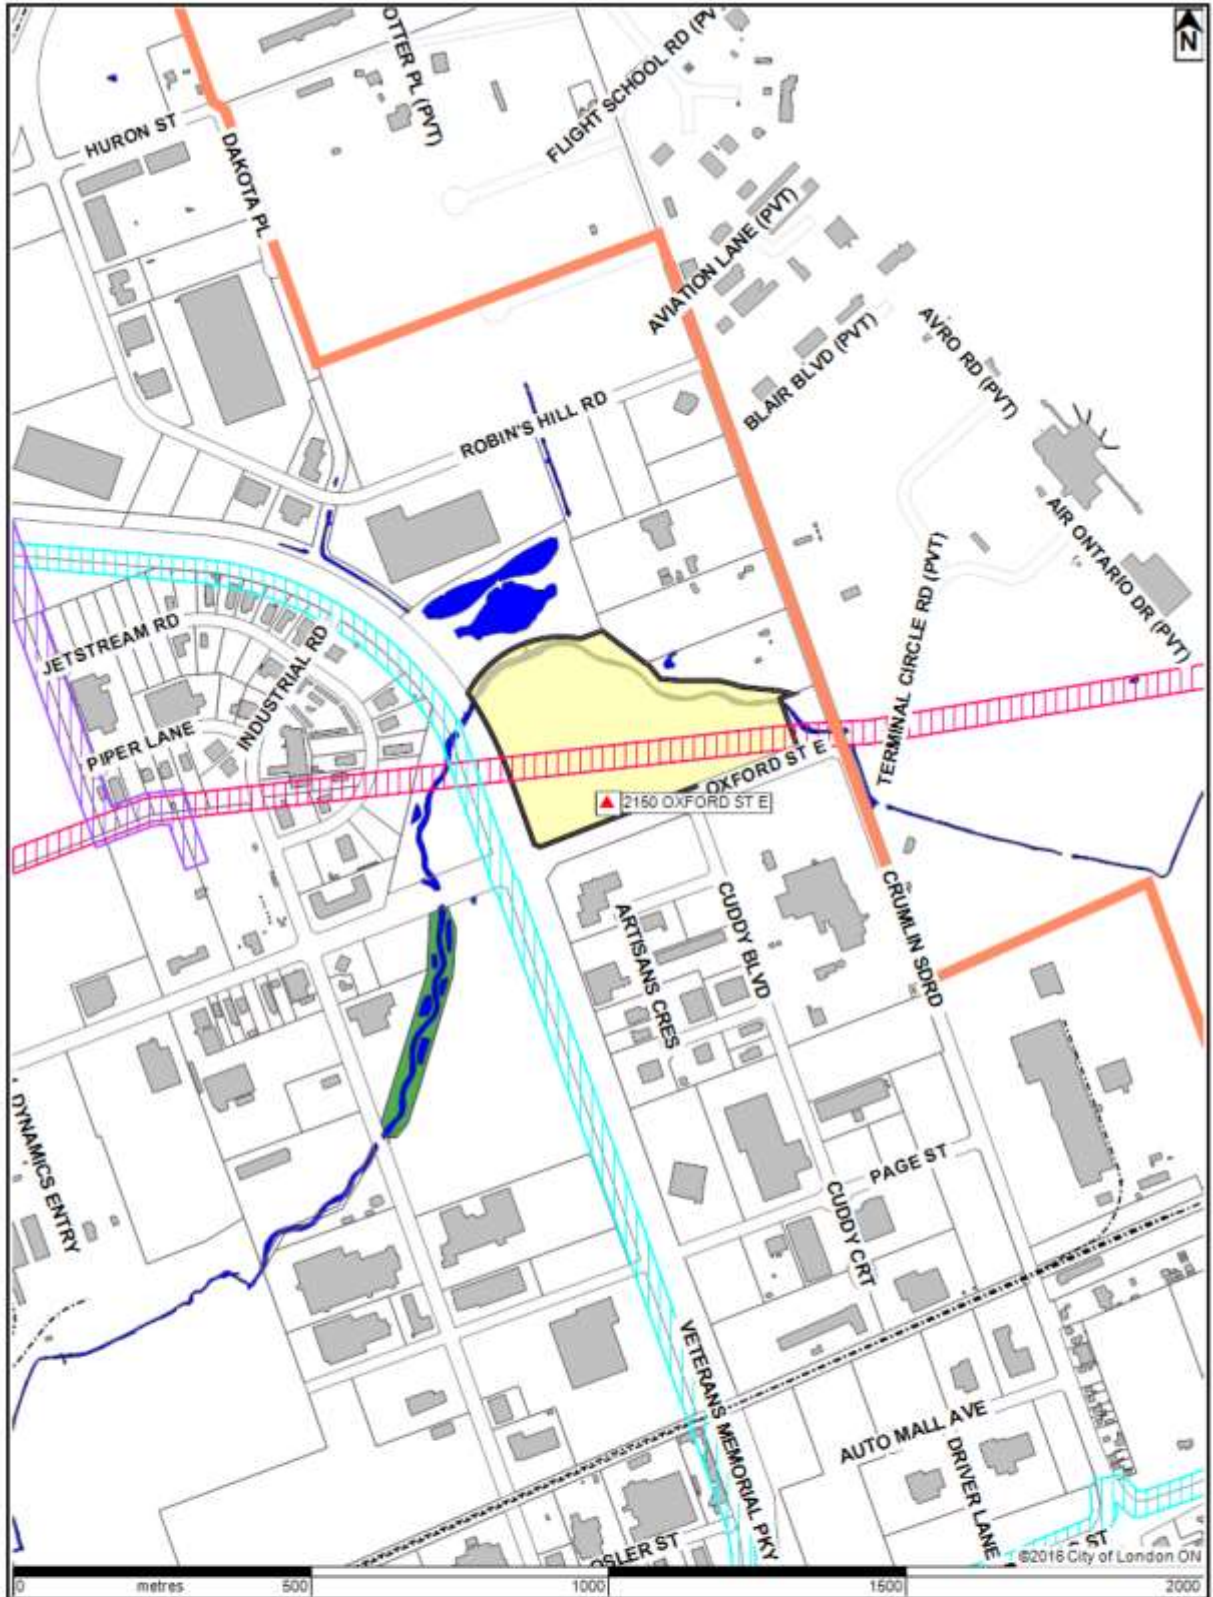 N
OTTER PL (PVT)
FLIGHT SCHOOL RD (PV
HURON ST
DAKOTA PL
AVIATION LANE (PVT)
BLAIR BLVD (PVT)
AVRO RD (PVT)
ROBIN'S HILL RD
AIR ONTARIO DR (PVT)
TERMINAL CIRCLE RD (PVT)
JETSTREAM RD
INDUSTRIAL RD
PIPER LANE
OXFORD ST E
2160 OXFORD ST E
CUDDY BLVD
ARTISANS CRES
CRUMLIN SDRD
DYNAMICS ENTRY
PAGE ST
CUDDY CRT
VETERANS MEMORIAL PKY
AUTO MALL AVE
DRIVER LANE
OSLER ST
ST
©2016 City of London ON
0 metres 500 1000 1500 2000